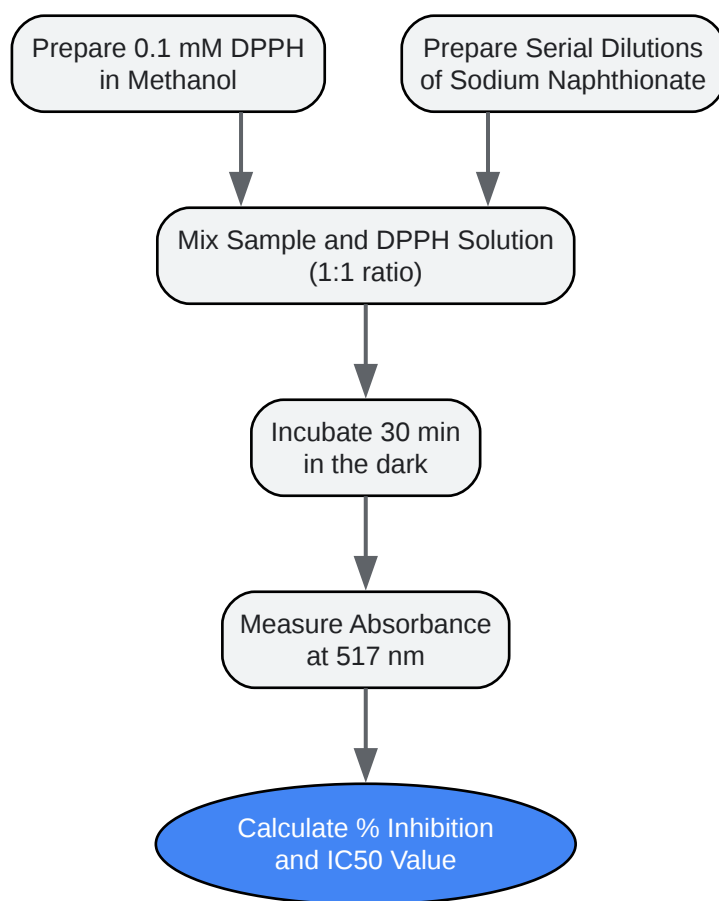 Prepare 0.1 mM DPPH
in Methanol
Prepare Serial Dilutions
of Sodium Naphthionate
Mix Sample and DPPH Solution
(1:1 ratio)
Incubate 30 min
in the dark
Measure Absorbance
at 517 nm
Calculate % Inhibition
and IC50 Value